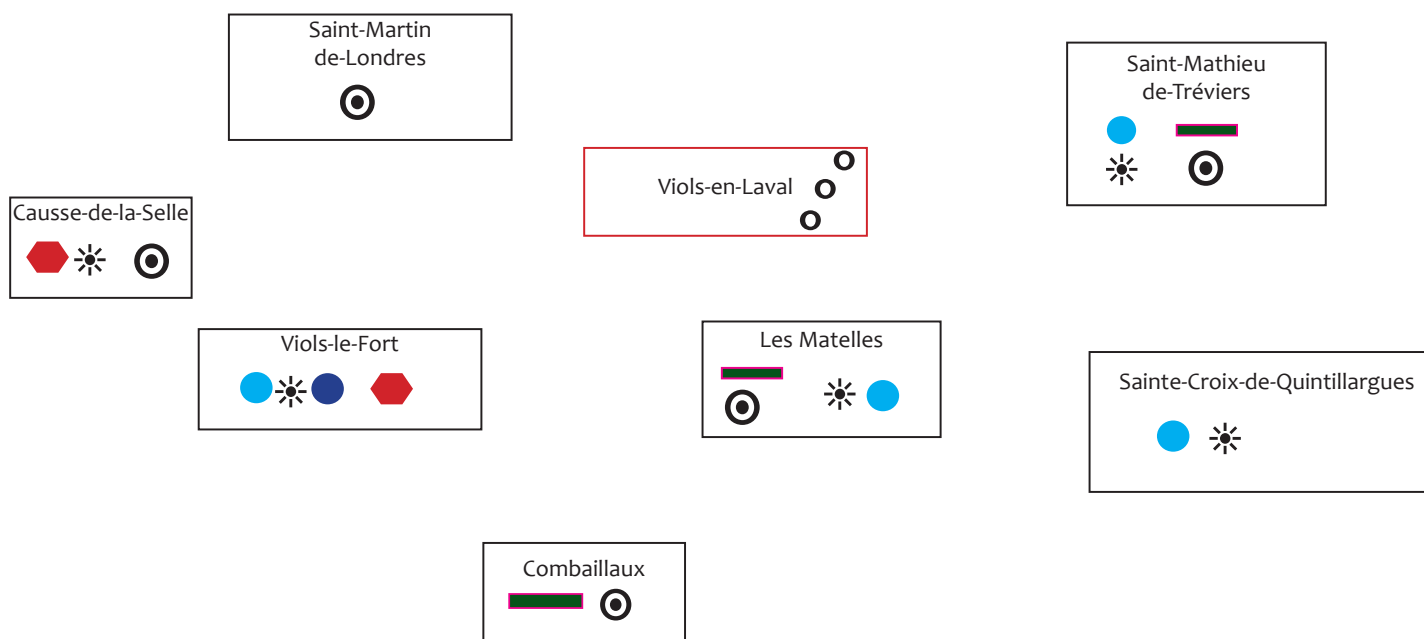 Saint-Martin
de-Londres
Saint-Mathieu
de-Tréviers
Viols-en-Laval
Causse-de-la-Selle
Viols-le-Fort
Les Matelles
Sainte-Croix-de-Quintillargues
Combaillaux